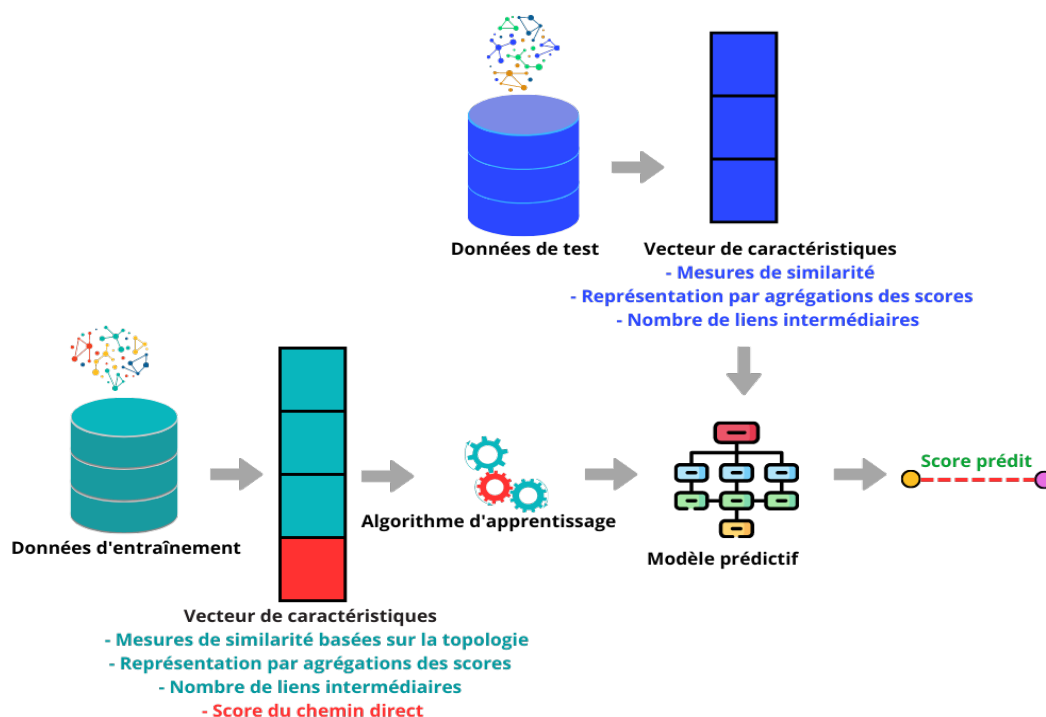 Données de test
Vecteur de caractéristiques
- Mesures de similarité
- Représentation par agrégations des scores
- Nombre de liens intermédiaires
Données d'entraînement
Algorithme d'apprentissage
Modèle prédictif
Score prédit
Vecteur de caractéristiques
- Mesures de similarité basées sur la topologie
- Représentation par agrégations des scores
- Nombre de liens intermédiaires
- Score du chemin direct